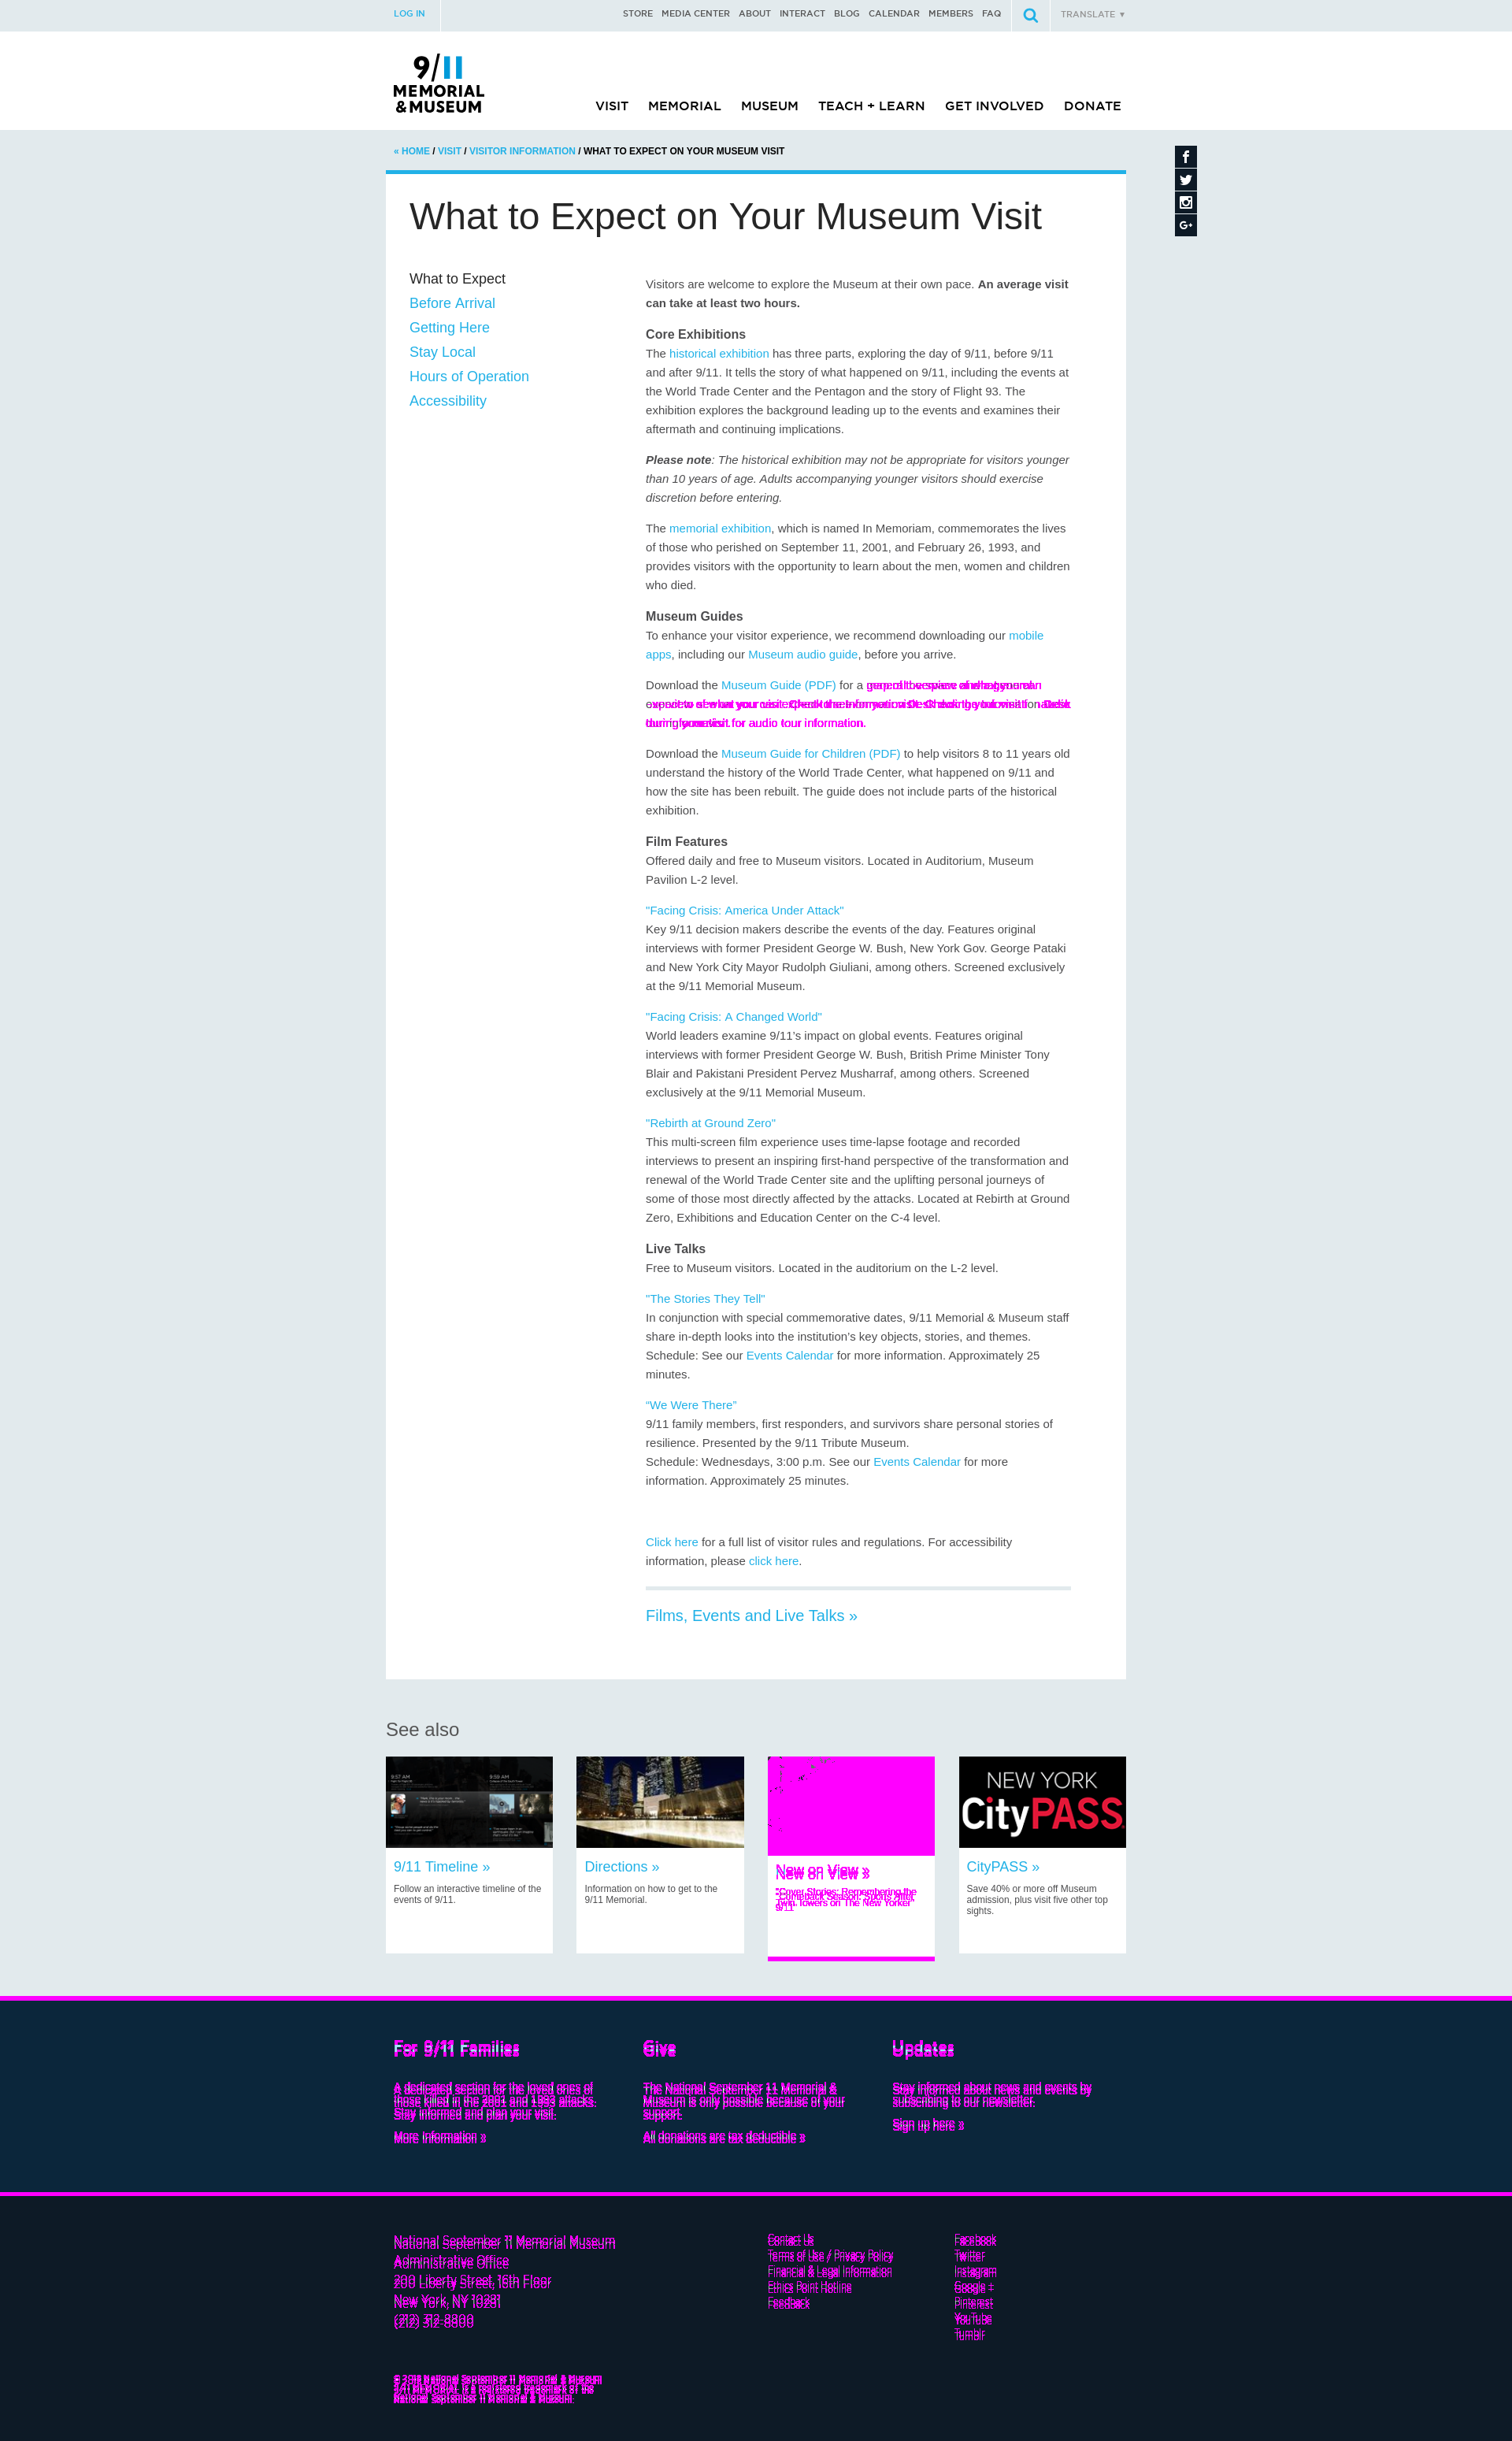 LOG IN
STORE MEDIA CENTER ABOUT INTERACT BLOG CALENDAR MEMBERS FAQ
TRANSLATE ▼
9/11
MEMORIAL
&MUSEUM
VISIT MEMORIAL MUSEUM TEACH + LEARN GET INVOLVED DONATE
« HOME / VISIT / VISITOR INFORMATION / WHAT TO EXPECT ON YOUR MUSEUM VISIT
What to Expect on Your Museum Visit
What to Expect
Before Arrival
Getting Here
Stay Local
Hours of Operation
Accessibility
Visitors are welcome to explore the Museum at their own pace. An average visit
can take at least two hours.
Core Exhibitions
The historical exhibition has three parts, exploring the day of 9/11, before 9/11
and after 9/11. It tells the story of what happened on 9/11, including the events at
the World Trade Center and the Pentagon and the story of Flight 93. The
exhibition explores the background leading up to the events and examines their
aftermath and continuing implications.
Please note: The historical exhibition may not be appropriate for visitors younger
than 10 years of age. Adults accompanying younger visitors should exercise
discretion before entering.
The memorial exhibition, which is named In Memoriam, commemorates the lives
of those who perished on September 11, 2001, and February 26, 1993, and
provides visitors with the opportunity to learn about the men, women and children
who died.
Museum Guides
To enhance your visitor experience, we recommend downloading our mobile
apps, including our Museum audio guide, before you arrive.
Download the Museum Guide (PDF) for a
for audio tour information.
Download the Museum Guide for Children (PDF) to help visitors 8 to 11 years old
understand the history of the World Trade Center, what happened on 9/11 and
how the site has been rebuilt. The guide does not include parts of the historical
exhibition.
Film Features
Offered daily and free to Museum visitors. Located in Auditorium, Museum
Pavilion L-2 level.
"Facing Crisis: America Under Attack"
Key 9/11 decision makers describe the events of the day. Features original
interviews with former President George W. Bush, New York Gov. George Pataki
and New York City Mayor Rudolph Giuliani, among others. Screened exclusively
at the 9/11 Memorial Museum.
"Facing Crisis: A Changed World"
World leaders examine 9/11's impact on global events. Features original
interviews with former President George W. Bush, British Prime Minister Tony
Blair and Pakistani President Pervez Musharraf, among others. Screened
exclusively at the 9/11 Memorial Museum.
"Rebirth at Ground Zero"
This multi-screen film experience uses time-lapse footage and recorded
interviews to present an inspiring first-hand perspective of the transformation and
renewal of the World Trade Center site and the uplifting personal journeys of
some of those most directly affected by the attacks. Located at Rebirth at Ground
Zero, Exhibitions and Education Center on the C-4 level.
Live Talks
Free to Museum visitors. Located in the auditorium on the L-2 level.
"The Stories They Tell"
In conjunction with special commemorative dates, 9/11 Memorial & Museum staff
share in-depth looks into the institution's key objects, stories, and themes.
Schedule: See our Events Calendar for more information. Approximately 25
minutes.
“We Were There”
9/11 family members, first responders, and survivors share personal stories of
resilience. Presented by the 9/11 Tribute Museum.
Schedule: Wednesdays, 3:00 p.m. See our Events Calendar for more
information. Approximately 25 minutes.
Click here for a full list of visitor rules and regulations. For accessibility
information, please click here.
Films, Events and Live Talks »
See also
9:57 AM
9:59 AM
NEW YORK
CityPASS
9/11 Timeline »
Follow an interactive timeline of the
events of 9/11.
Directions »
Information on how to get to the
9/11 Memorial.
Now on View »
"Cover Stories: Remembering the
Twin Towers on The New Yorker"
CityPASS »
Save 40% or more off Museum
admission, plus visit five other top
sights.
For 9/11 Families
A dedicated section for the loved ones of
those killed in the 2001 and 1993 attacks.
Stay informed and plan your visit.
More Information »
Give
The National September 11 Memorial &
Museum is only possible because of your
support.
All donations are tax deductible »
Updates
Stay informed about news and events by
subscribing to our newsletter.
Sign up here »
National September 11 Memorial Museum
Administrative Office
200 Liberty Street, 16th Floor
New York, NY 10281
(212) 312-8800
Contact Us
Terms of Use / Privacy Policy
Financial & Legal Information
Ethics Point Hotline
Feedback
Facebook
Twitter
Instagram
Google +
Pinterest
YouTube
Tumblr
National September 11 Memorial & Museum
National September 11 Memorial & Museum.